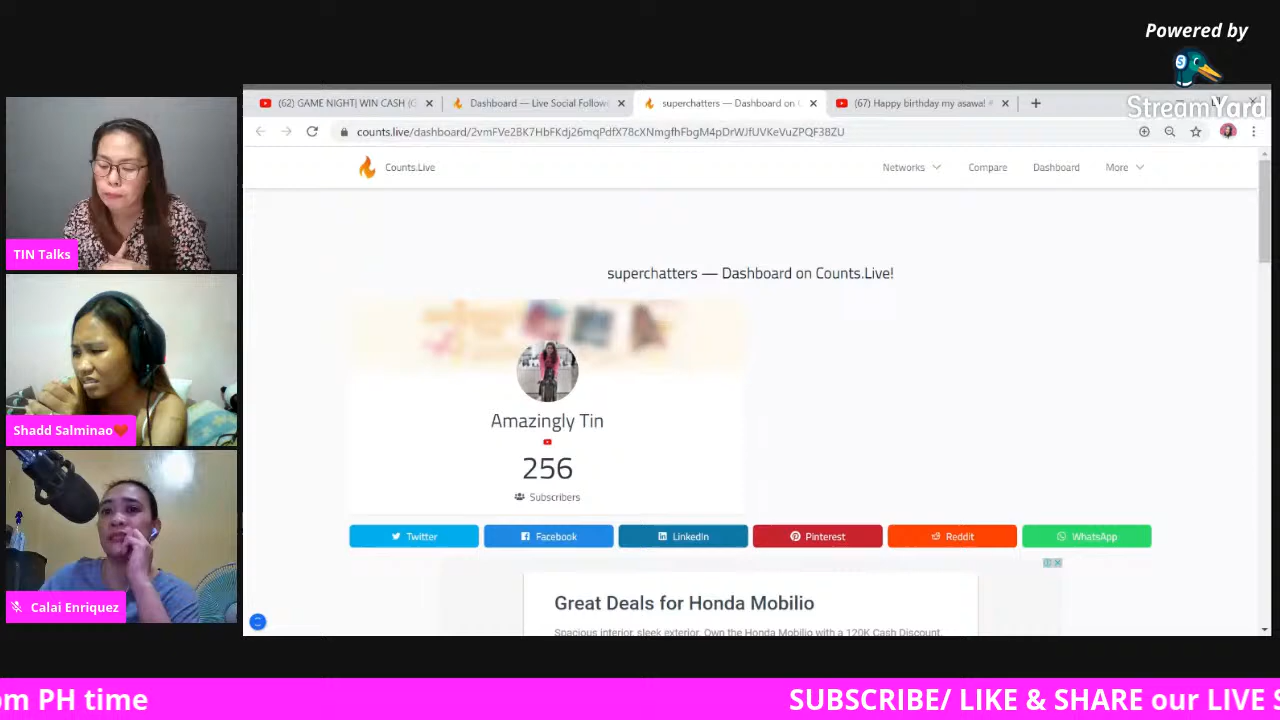 Powered by
StreamYard
(62) GAME NIGHT| WIN CASH (G
Dashboard — Live Social Follow
superchatters — Dashboard on C
(67) Happy birthday my asawa! #
counts.live/dashboard/2vmFVe28K7HbFKdj26mqPdfX78cXNmgfhFbgM4pDrWJfUVKeVuZPQF38ZU
Counts.Live
Networks
Compare
Dashboard
More
superchatters — Dashboard on Counts.Live!
Amazingly Tin
256
Subscribers
Twitter
Facebook
LinkedIn
Pinterest
Reddit
WhatsApp
Great Deals for Honda Mobilio
Spacious interior, sleek exterior. Own the Honda Mobilio with a 120K Cash Discount.
TIN Talks
Shadd Salminao❤️
Calai Enriquez
om PH time
SUBSCRIBE/ LIKE & SHARE our LIVE S